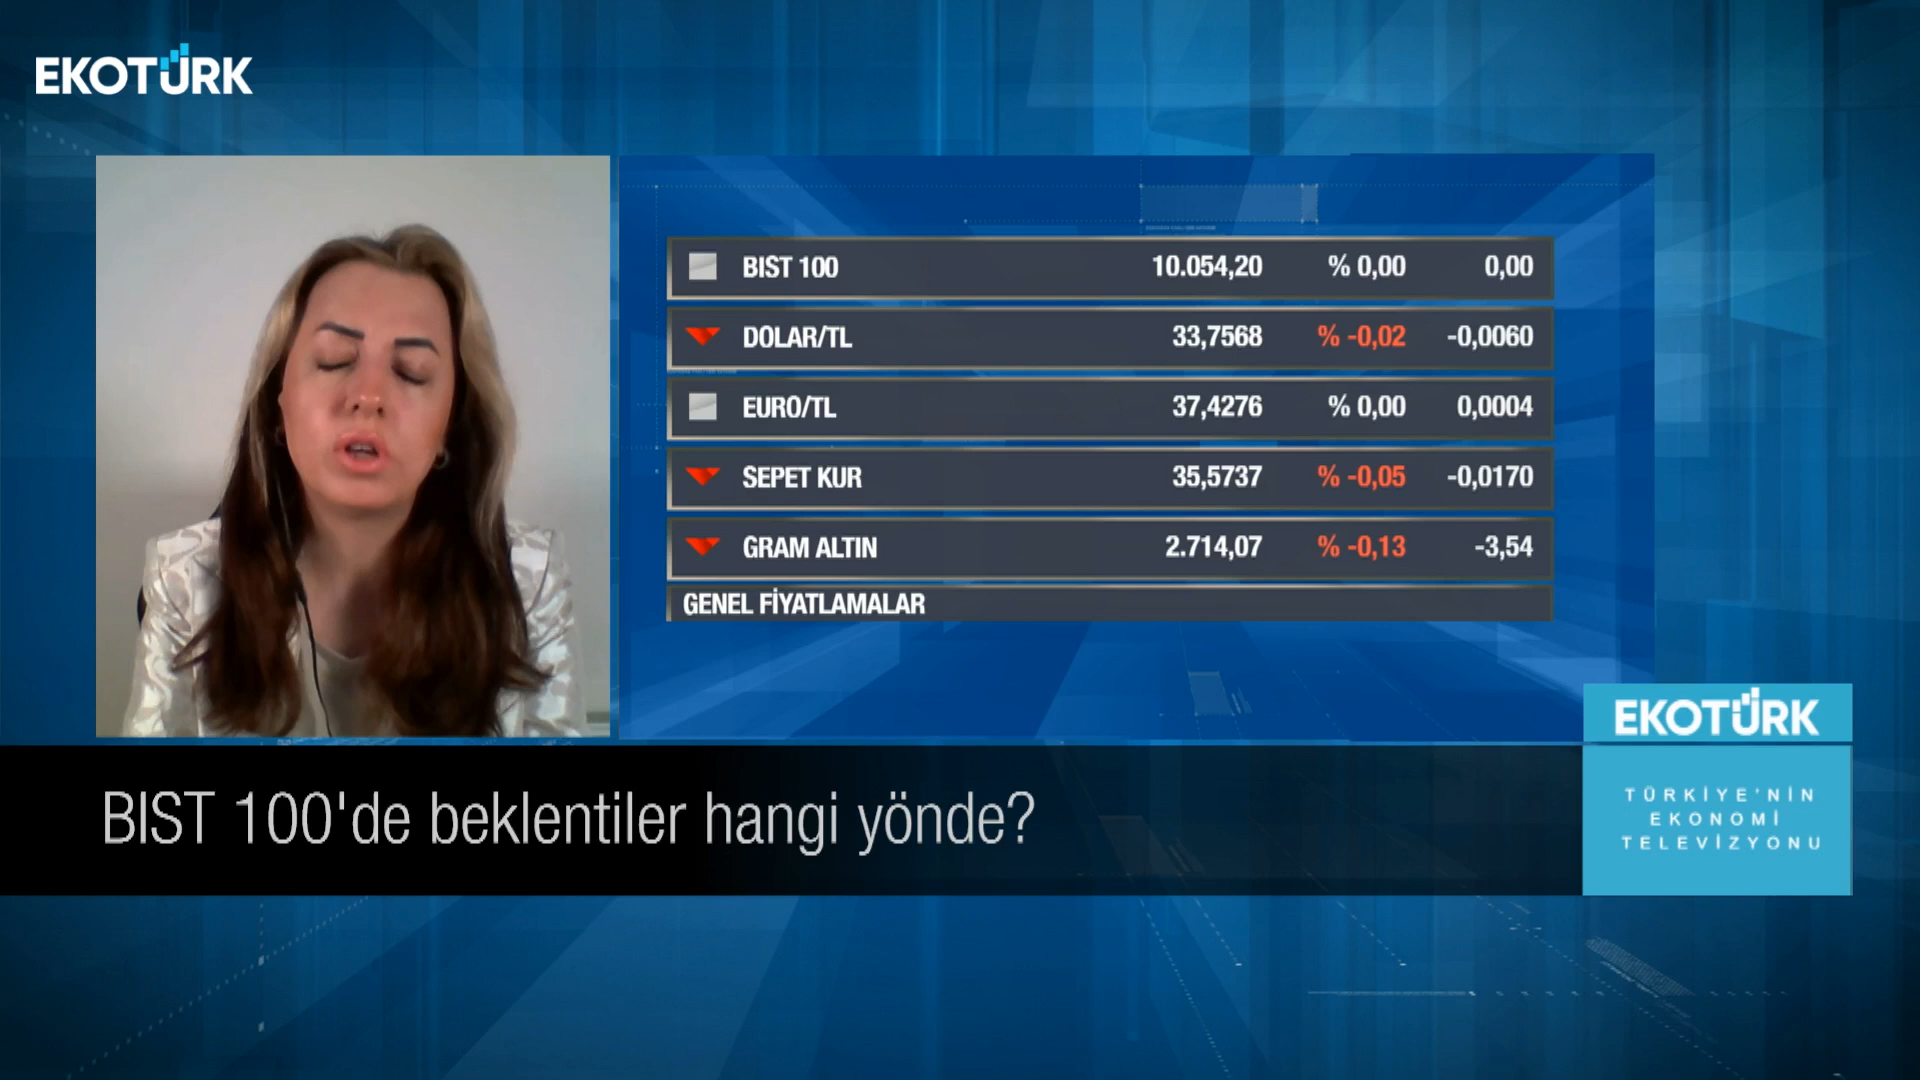 EKOTÜRK
BIST 100 10.054,20 % 0,00 0,00
DOLAR/TL 33,7568 % -0,02 -0,0060
EURO/TL 37,4276 % 0,00 0,0004
SEPET KUR 35,5737 % -0,05 -0,0170
GRAM ALTIN 2.714,07 % -0,13 -3,54
GENEL FİYATLAMALAR
EKOTÜRK
BIST 100'de beklentiler hangi yönde?
TÜRKİYE'NİN
EKONOMİ
TELEVİZYONU